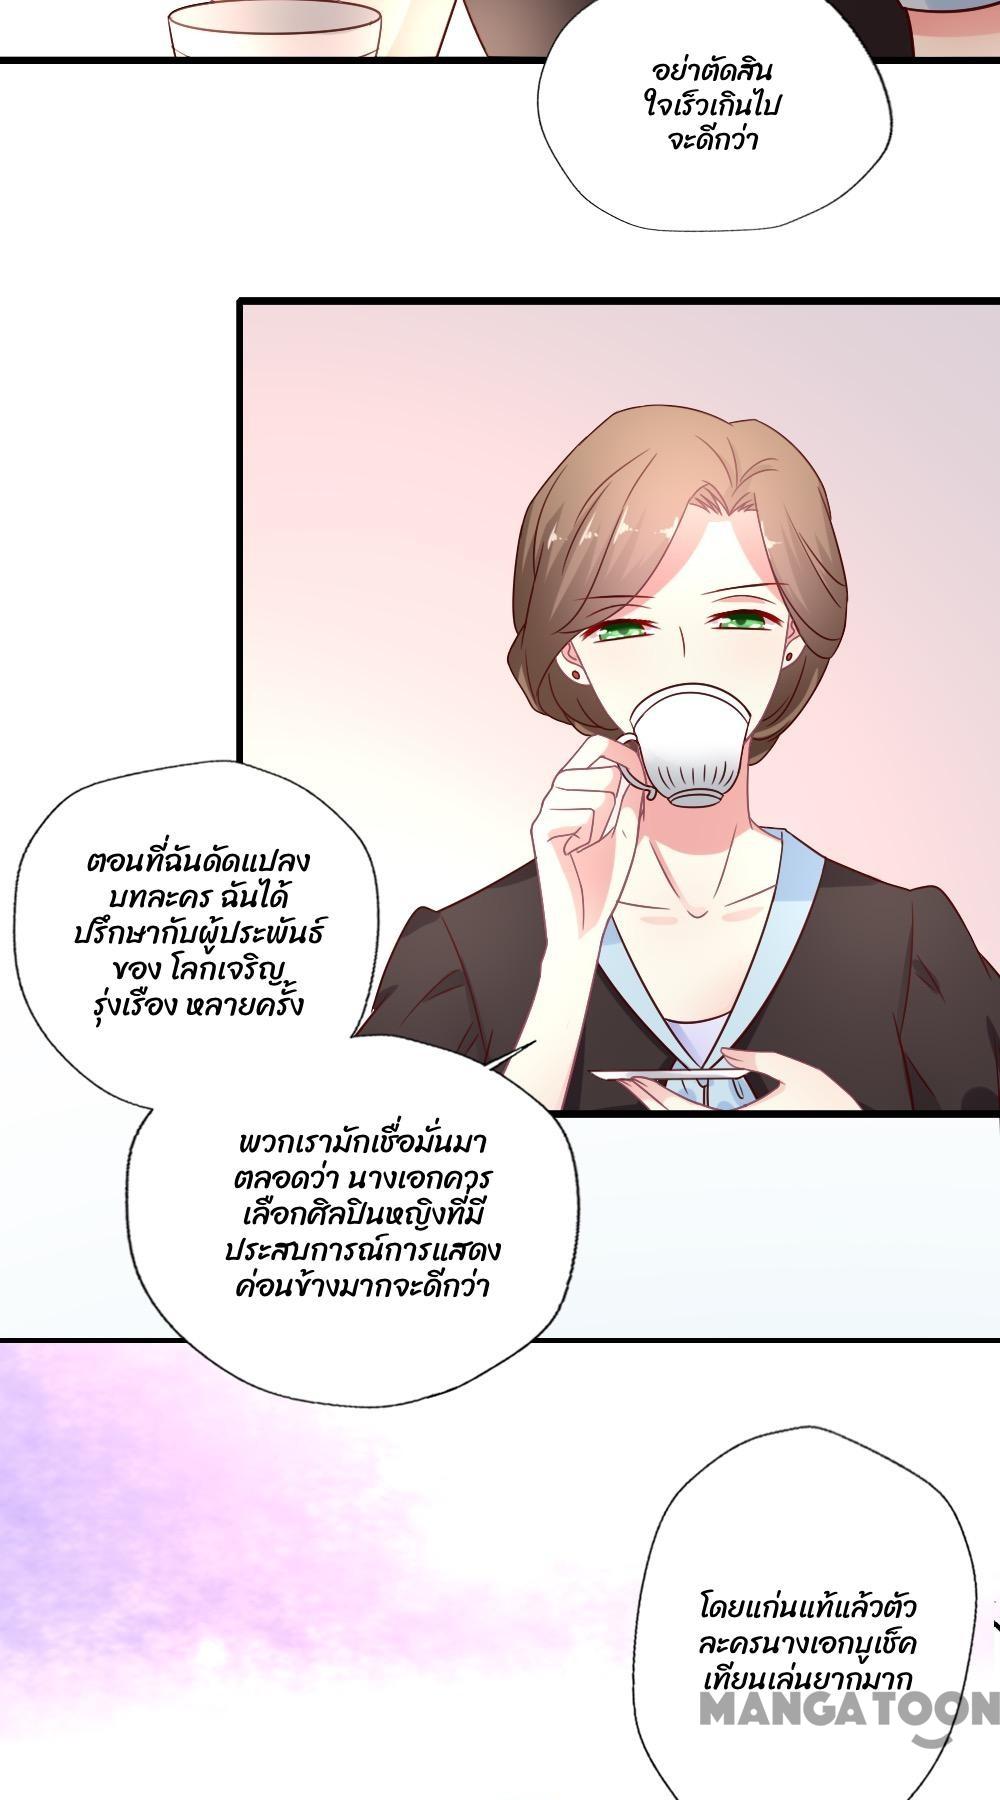 อย่าตัดสิน
ใจเร็วเกินไป
จะดีกว่า
ตอนที่ฉันดัดแปลง
บทละคร ฉันได้
ปรึกษากับผู้ประพันธ์
ของ โลกเจริญ
รุ่งเรือง หลายครั้ง
พวกเรามักเชื่อมั่นมา
ตลอดว่า นางเอกควร
เลือกศิลปินหญิงที่มี
ประสบการณ์การแสดง
ค่อนข้างมากจะดีกว่า
โดยแก่นแท้แล้วตัว
ละครนางเอกบูเช็ค
เทียนเล่นยากมาก
MANGATOON